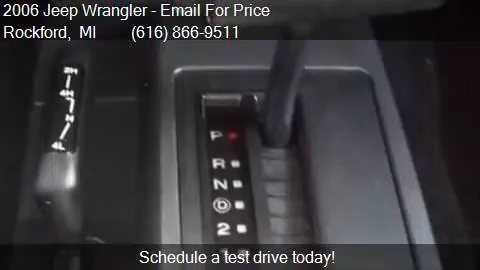 2006 Jeep Wrangler - Email For Price
Rockford, MI (616) 866-9511
2H
4H
N
4L
P
R
N
D
2
Schedule a test drive today!